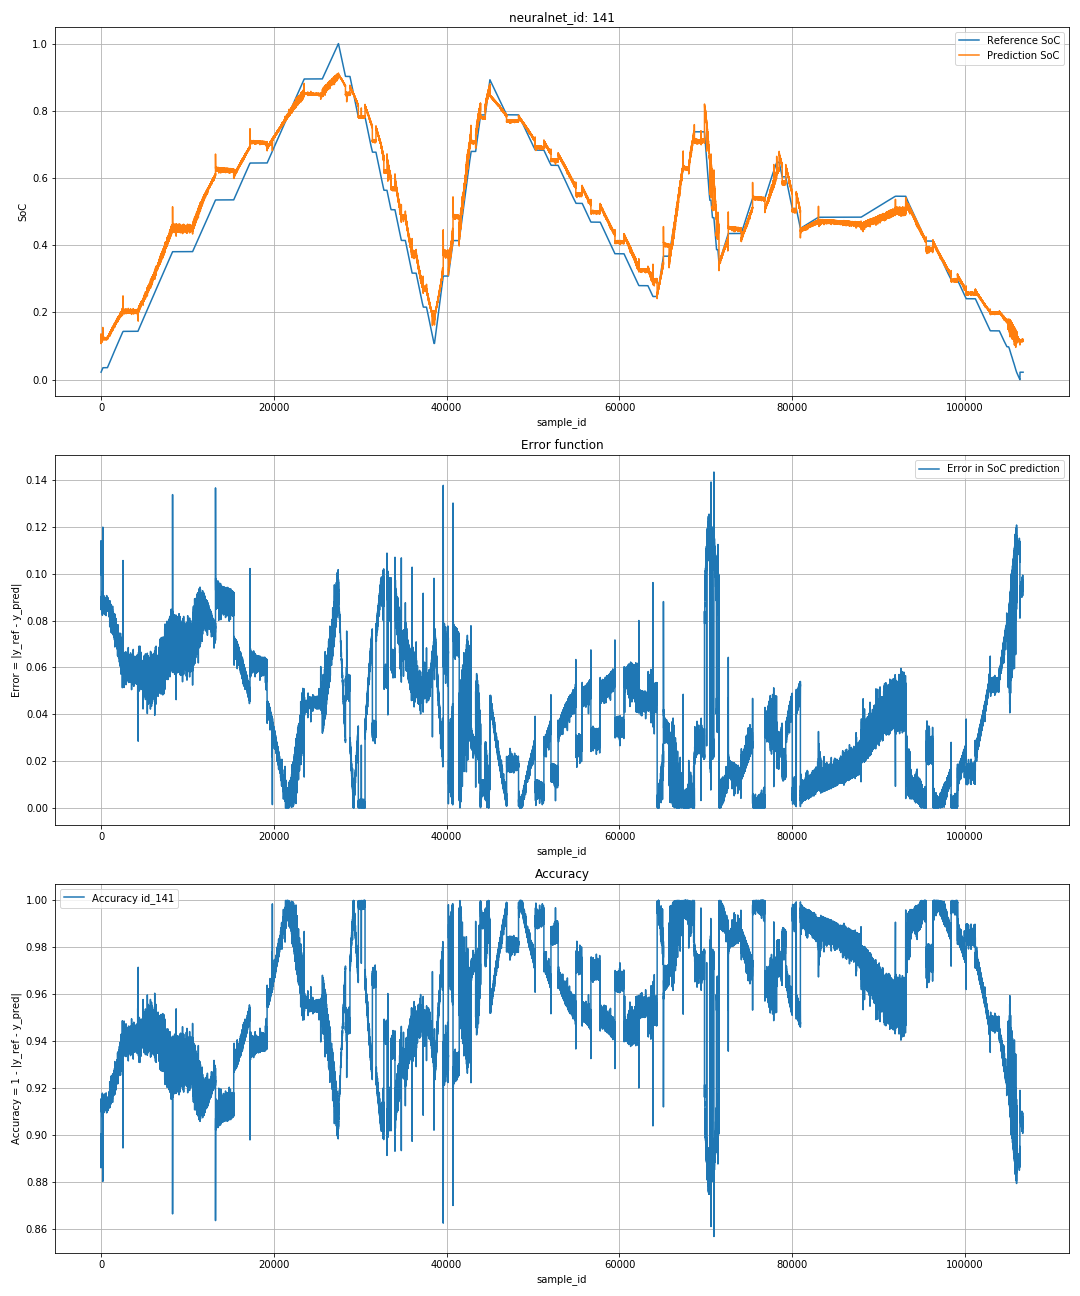 neuralnet_id: 141
Reference SoC
Prediction SoC
SoC
1.0
0.8
0.6
0.4
0.2
0.0
0 20000 40000 60000 80000 100000
sample_id
Error function
Error in SoC prediction
Error = |y_ref - y_pred|
0.14
0.12
0.10
0.08
0.06
0.04
0.02
0.00
0 20000 40000 60000 80000 100000
sample_id
Accuracy
Accuracy id_141
Accuracy = 1 - |y_ref - y_pred|
1.00
0.98
0.96
0.94
0.92
0.90
0.88
0.86
0 20000 40000 60000 80000 100000
sample_id